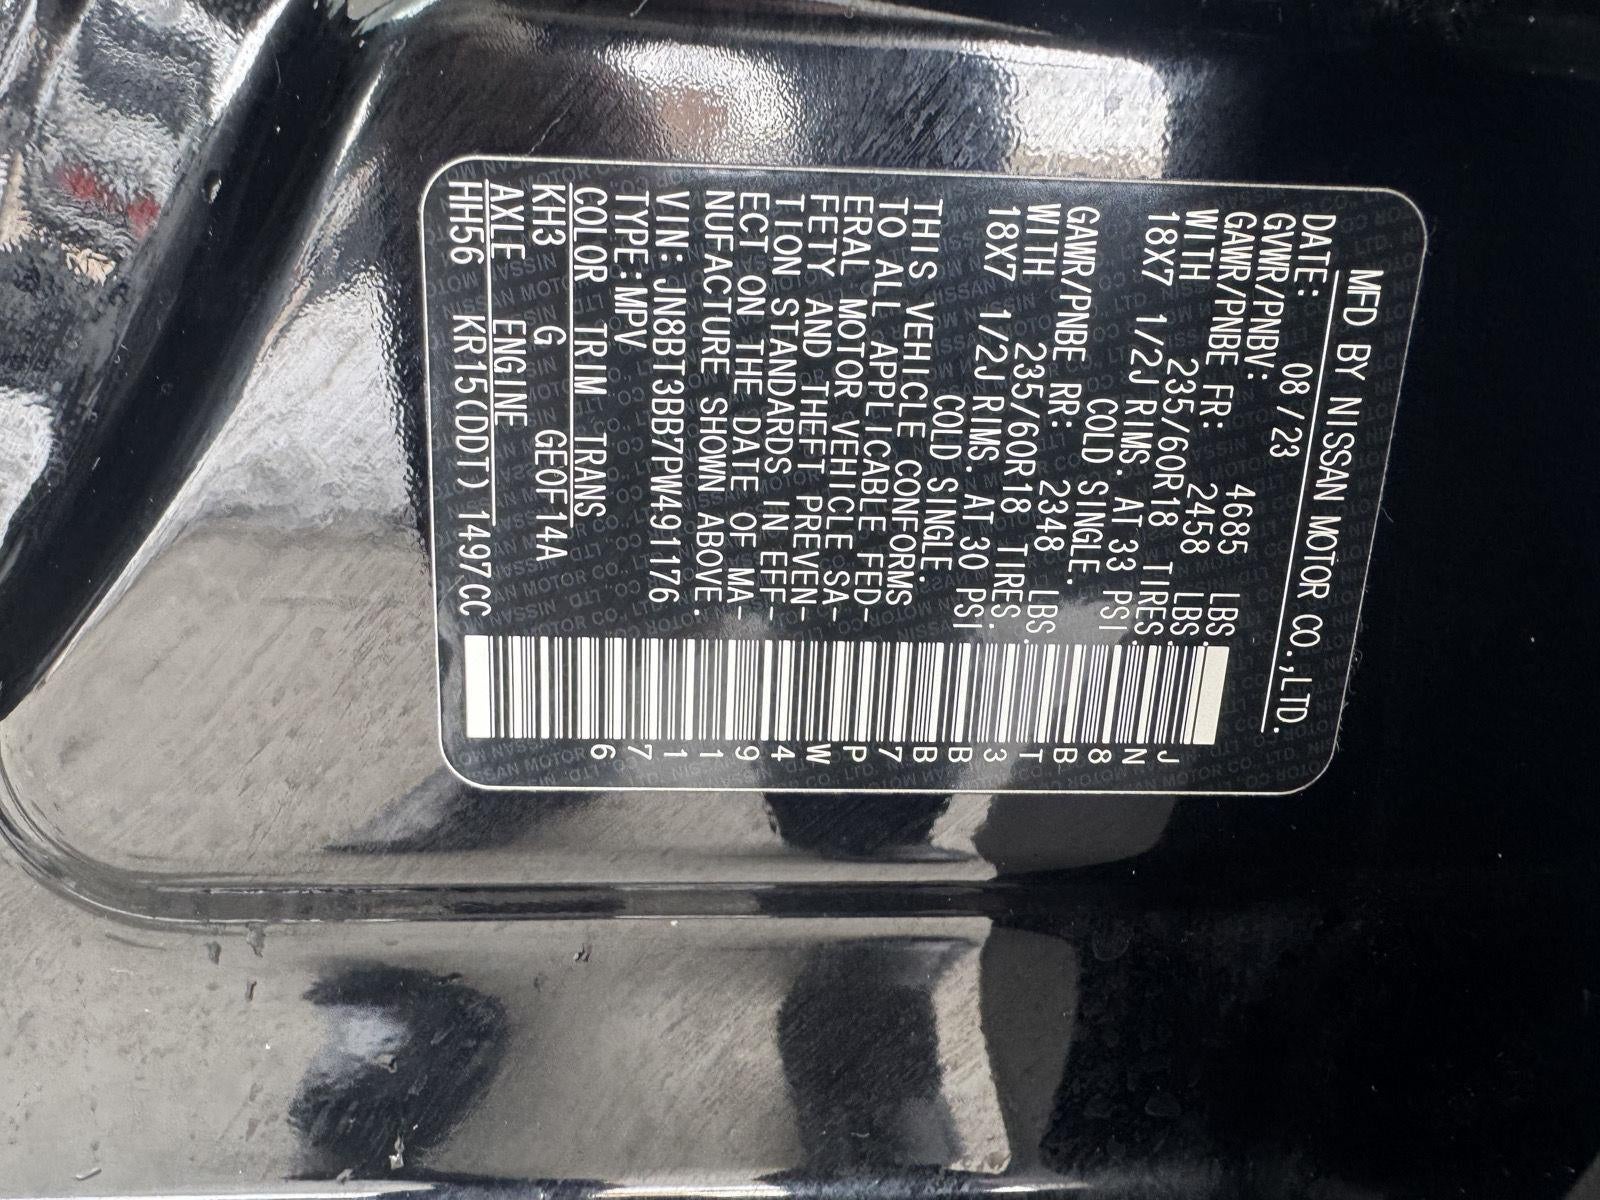 MFD BY NISSAN MOTOR CO.,LTD.
DATE: 08/23
GVWR/PNBV: 4685 LBS.
GAWR/PNBE FR: 2458 LBS.
WITH 235/60R18 TIRES.
18X7 1/2J RIMS. AT 33 PSI
COLD SINGLE.
GAWR/PNBE RR: 2348 LBS.
WITH 235/60R18 TIRES.
18X7 1/2J RIMS. AT 30 PSI
COLD SINGLE.
THIS VEHICLE CONFORMS
TO ALL APPLICABLE FED-
ERAL MOTOR VEHICLE SA-
FETY AND THEFT PREVEN-
TION STANDARDS IN EFF-
ECT ON THE DATE OF MA-
NUFACTURE SHOWN ABOVE.
VIN: JN8BT3BB7PW491176
TYPE:MPV
COLOR TRIM TRANS
KH3 G GE0F14A
AXLE ENGINE
HH56 KR15(DDT) 1497CC
JN8BT3BB7PW491176